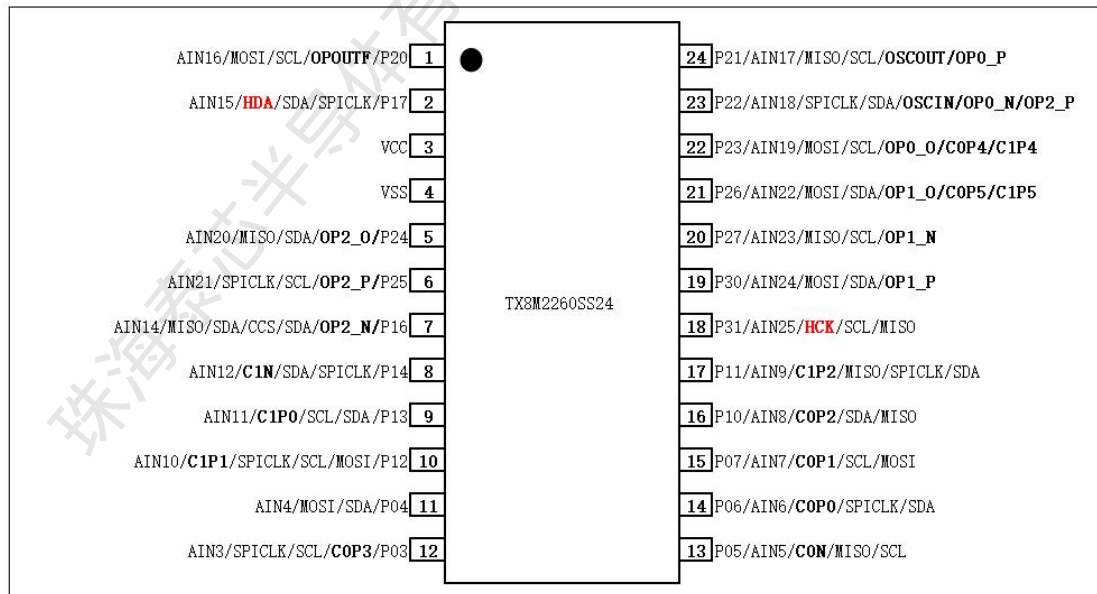 AIN16/MOSI/SCL/OPOUTF/P20 1
AIN15/HDA/SDA/SPICLK/P17 2
VCC 3
VSS 4
AIN20/MISO/SDA/OP2_O/P24 5
AIN21/SPICLK/SCL/OP2_P/P25 6
AIN14/MISO/SDA/CCS/SDA/OP2_N/P16 7
AIN12/C1N/SDA/SPICLK/P14 8
AIN11/C1P0/SCL/SDA/P13 9
AIN10/C1P1/SPICLK/SCL/MOSI/P12 10
AIN4/MOSI/SDA/P04 11
AIN3/SPICLK/SCL/C0P3/P03 12
TX8M2260SS24
24 P21/AIN17/MISO/SCL/OSCOUT/OP0_P
23 P22/AIN18/SPICLK/SDA/OSCIN/OP0_N/OP2_P
22 P23/AIN19/MOSI/SCL/OP0_O/C0P4/C1P4
21 P26/AIN22/MOSI/SDA/OP1_O/C0P5/C1P5
20 P27/AIN23/MISO/SCL/OP1_N
19 P30/AIN24/MOSI/SDA/OP1_P
18 P31/AIN25/HCK/SCL/MISO
17 P11/AIN9/C1P2/MISO/SPICLK/SDA
16 P10/AIN8/C0P2/SDA/MISO
15 P07/AIN7/C0P1/SCL/MOSI
14 P06/AIN6/C0P0/SPICLK/SDA
13 P05/AIN5/C0N/MISO/SCL
珠海泰芯半导体有